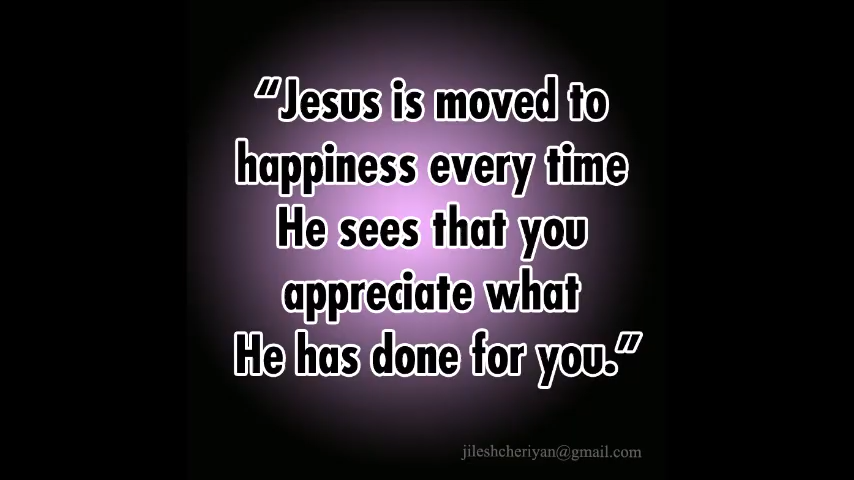 “Jesus is moved to
happiness every time
He sees that you
appreciate what
He has done for you.”
jileshcheriyan@gmail.com